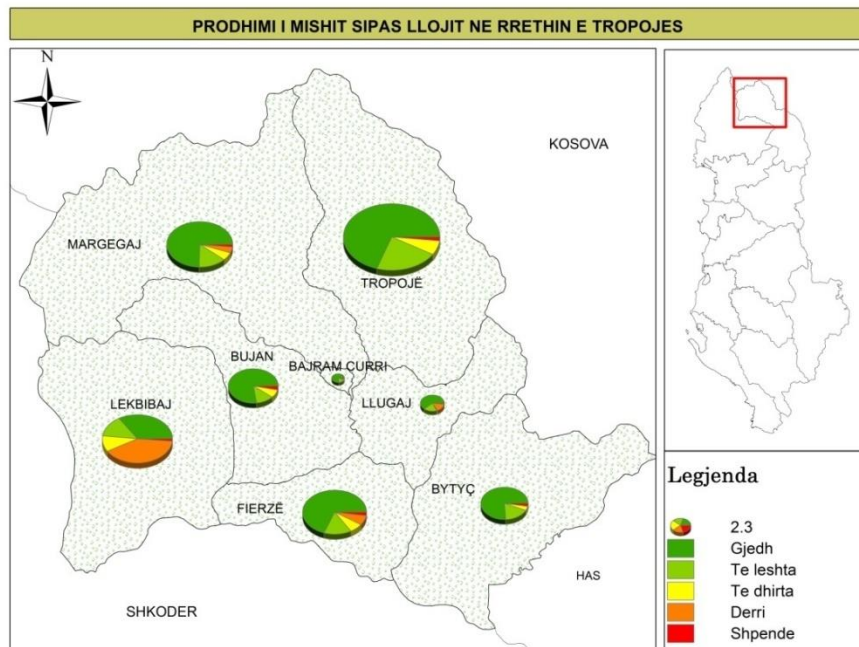 PRODHIMI I MISHIT SIPAS LLOJIT NE RRETHIN E TROPOJES
N
KOSOVA
MARGEGAJ
TROPOJË
BUJAN
BAJRAM CURRI
LEKBIBAJ
LLUGAJ
BYTYÇ
FIERZË
HAS
SHKODER
Legjenda
2.3
Gjedh
Te leshta
Te dhirta
Derri
Shpende